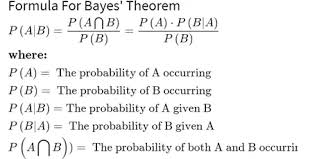 Formula For Bayes' Theorem
P (A|B) = P (A⋂B) / P (B) = P (A) · P (B|A) / P (B)
where:
P (A) = The probability of A occurring
P (B) = The probability of B occurring
P (A|B) = The probability of A given B
P (B|A) = The probability of B given A
P (A⋂B)) = The probability of both A and B occurrin